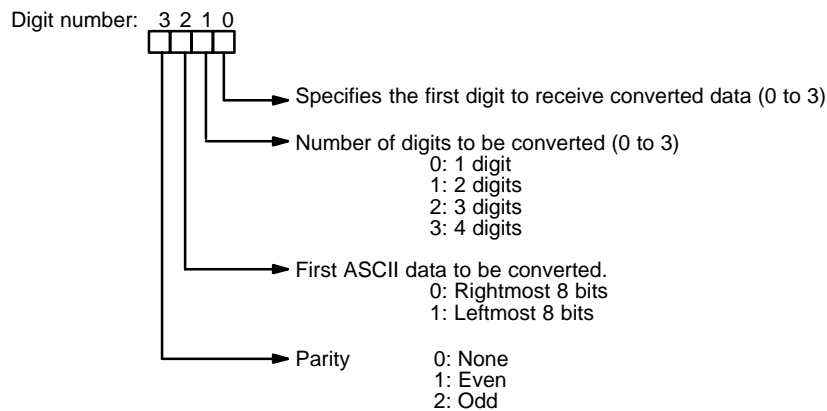 Digit number: 3 2 1 0
Specifies the first digit to receive converted data (0 to 3)
Number of digits to be converted (0 to 3)
0: 1 digit
1: 2 digits
2: 3 digits
3: 4 digits
First ASCII data to be converted.
0: Rightmost 8 bits
1: Leftmost 8 bits
Parity 0: None
1: Even
2: Odd